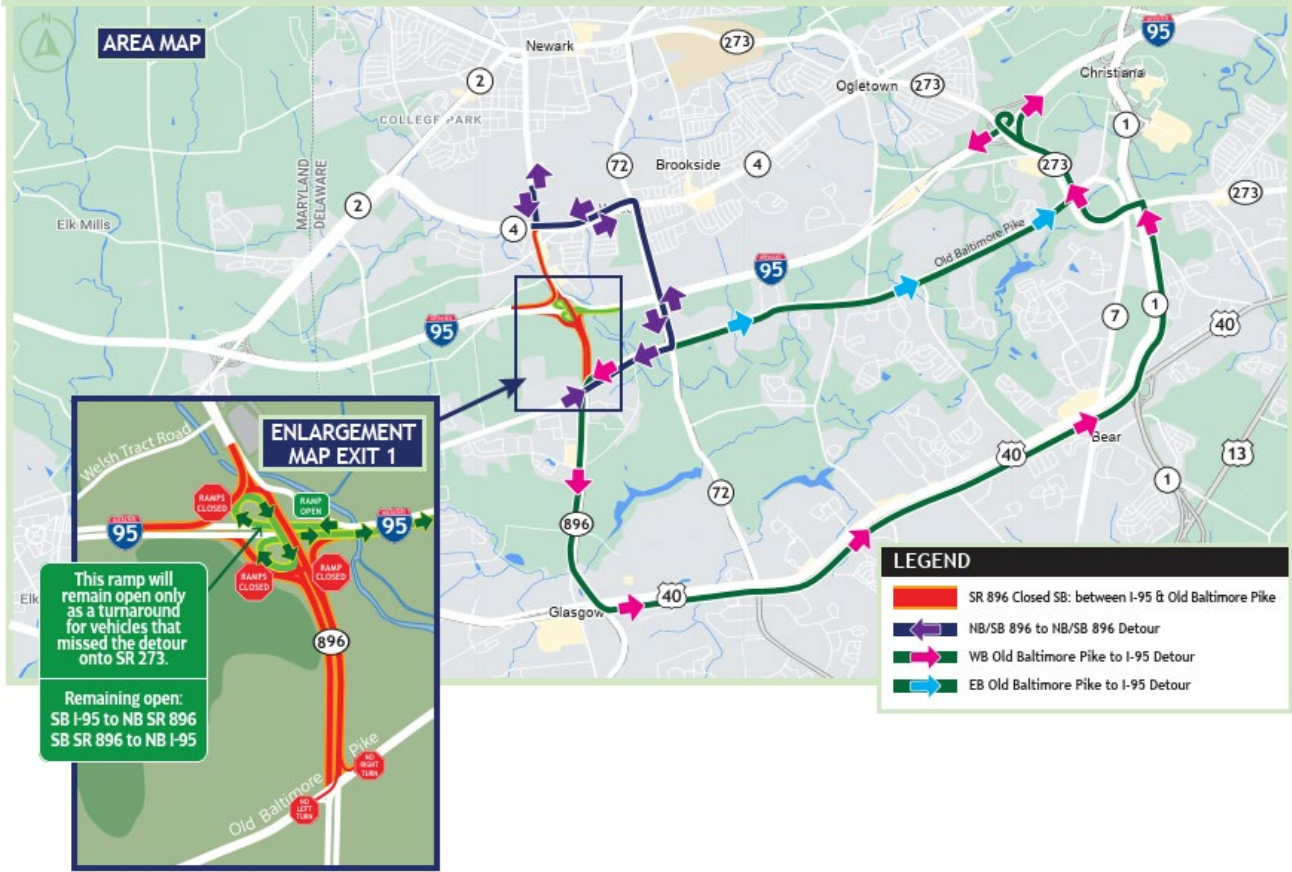 N
AREA MAP
Newark
273
95
Christiana
2
Ogletown
273
COLLEGE PARK
1
72
Brookside
4
273
273
MARYLAND
DELAWARE
2
Elk Mills
4
Old Baltimore Pike
95
95
7
1
40
ENLARGEMENT
MAP EXIT 1
Welsh Tract Road
RAMPS
CLOSED
RAMP
OPEN
95
95
RAMPS
CLOSED
RAMP
CLOSED
This ramp will
remain open only
as a turnaround
for vehicles that
missed the detour
onto SR 273.
Remaining open:
SB I-95 to NB SR 896
SB SR 896 to NB I-95
Elk
896
NO
RIGHT
TURN
NO
LEFT
TURN
Old Baltimore Pike
Bear
40
13
1
72
896
Glasgow
40
LEGEND
SR 896 Closed SB: between I-95 & Old Baltimore Pike
NB/SB 896 to NB/SB 896 Detour
WB Old Baltimore Pike to I-95 Detour
EB Old Baltimore Pike to I-95 Detour